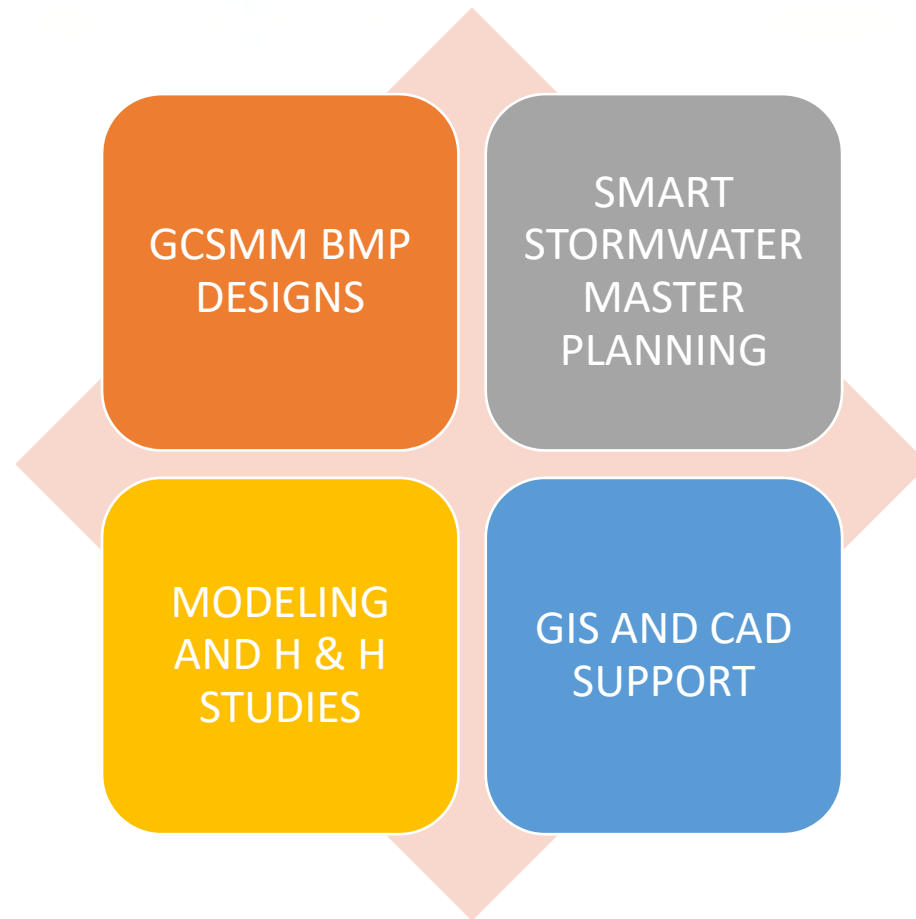 GCSMM BMP
DESIGNS
SMART
STORMWATER
MASTER
PLANNING
MODELING
AND H & H
STUDIES
GIS AND CAD
SUPPORT